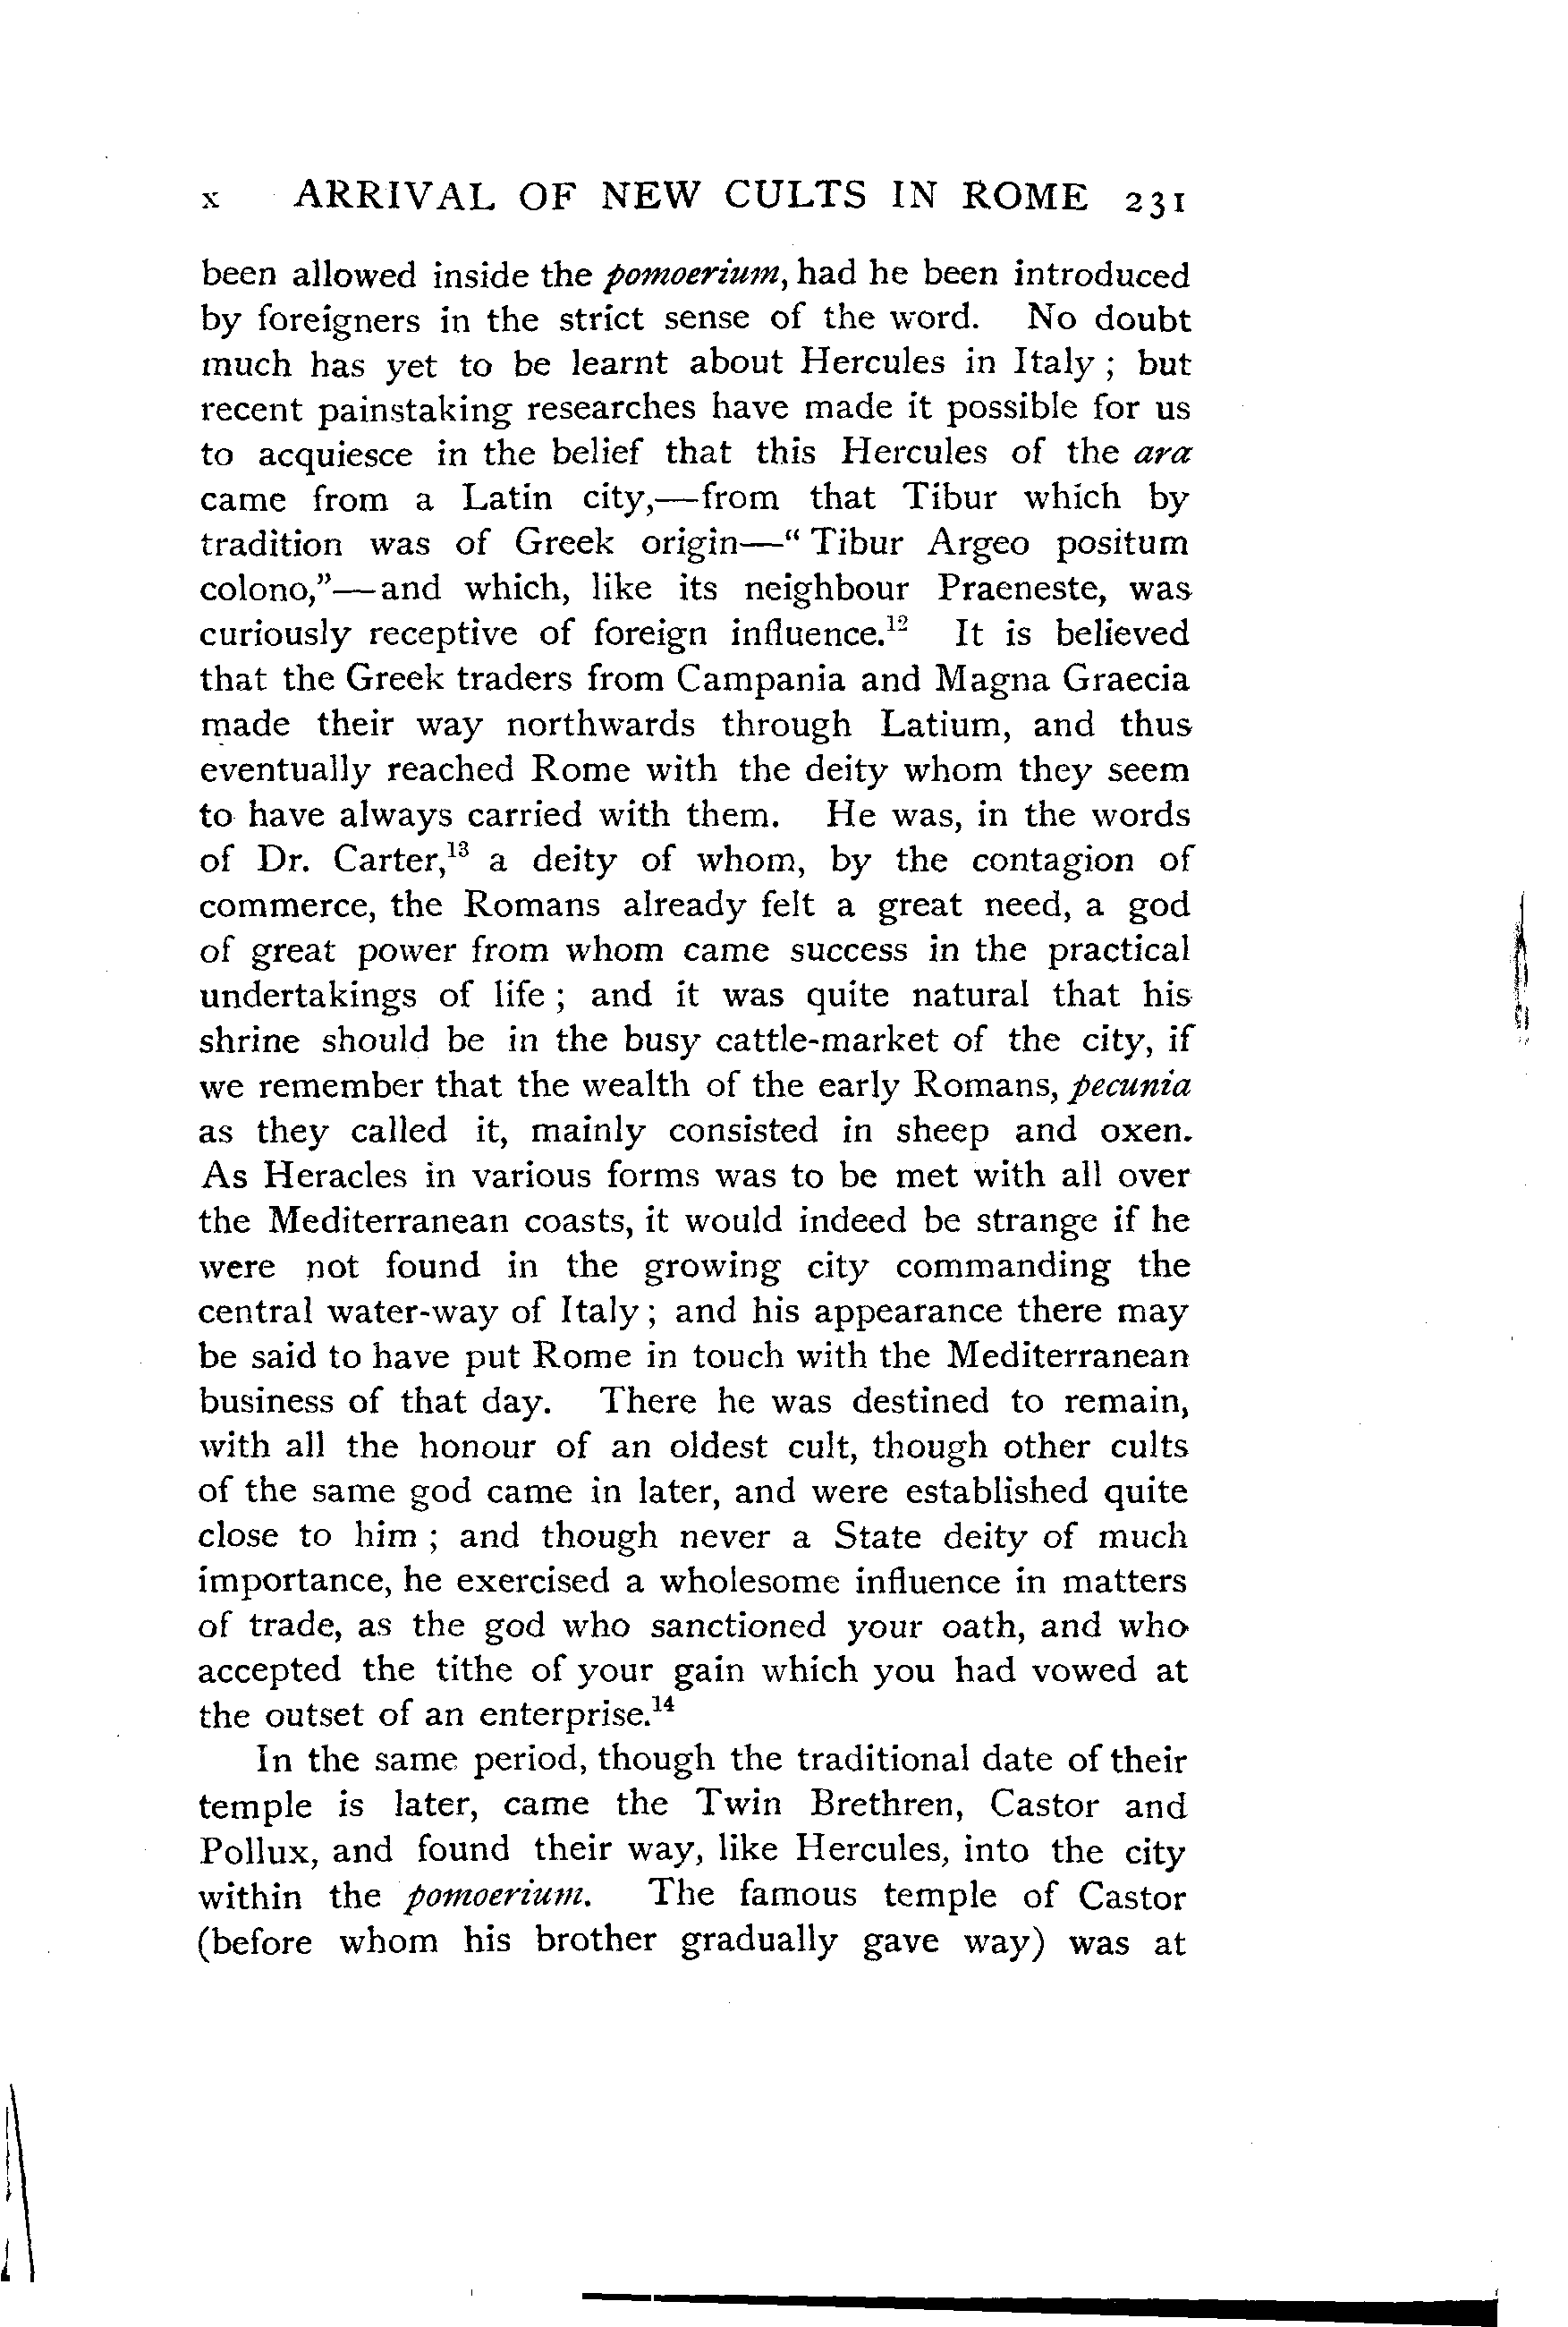 x ARRIVAL OF NEW CULTS IN ROME 231
been allowed inside the pomoerium, had he been introduced
by foreigners in the strict sense of the word. No doubt
much has yet to be learnt about Hercules in Italy ; but
recent painstaking researches have made it possible for us
to acquiesce in the belief that this Hercules of the ara
came from a Latin city,—from that Tibur which by
tradition was of Greek origin—“ Tibur Argeo positum
colono,”—and which, like its neighbour Praeneste, was
curiously receptive of foreign influence.¹² It is believed
that the Greek traders from Campania and Magna Graecia
made their way northwards through Latium, and thus
eventually reached Rome with the deity whom they seem
to have always carried with them. He was, in the words
of Dr. Carter,¹³ a deity of whom, by the contagion of
commerce, the Romans already felt a great need, a god
of great power from whom came success in the practical
undertakings of life ; and it was quite natural that his
shrine should be in the busy cattle-market of the city, if
we remember that the wealth of the early Romans, pecunia
as they called it, mainly consisted in sheep and oxen.
As Heracles in various forms was to be met with all over
the Mediterranean coasts, it would indeed be strange if he
were not found in the growing city commanding the
central water-way of Italy ; and his appearance there may
be said to have put Rome in touch with the Mediterranean
business of that day. There he was destined to remain,
with all the honour of an oldest cult, though other cults
of the same god came in later, and were established quite
close to him ; and though never a State deity of much
importance, he exercised a wholesome influence in matters
of trade, as the god who sanctioned your oath, and who
accepted the tithe of your gain which you had vowed at
the outset of an enterprise.¹⁴
In the same period, though the traditional date of their
temple is later, came the Twin Brethren, Castor and
Pollux, and found their way, like Hercules, into the city
within the pomoerium. The famous temple of Castor
(before whom his brother gradually gave way) was at